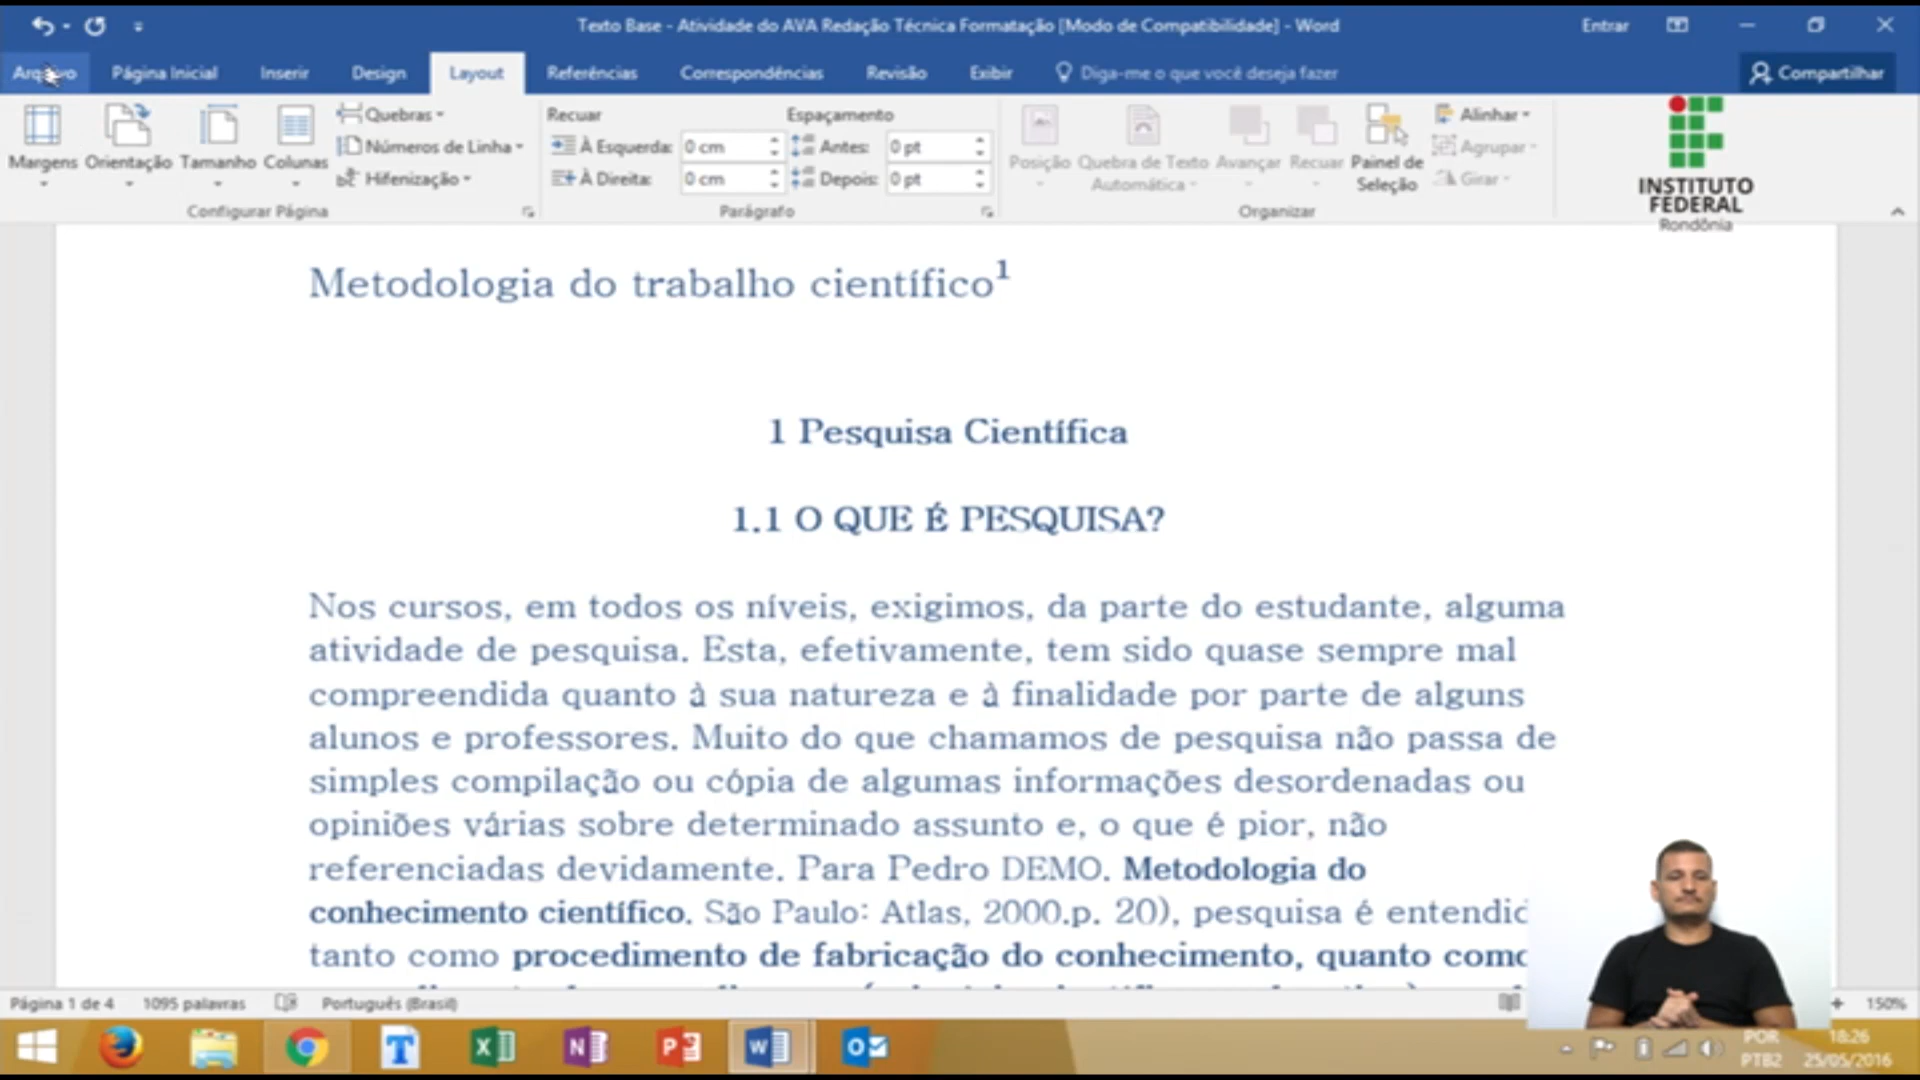 Texto Base - Atividade do AVA Redação Técnica Formatação [Modo de Compatibilidade] - Word
Entrar
Arquivo Página Inicial Inserir Design Layout Referências Correspondências Revisão Exibir Diga-me o que você deseja fazer
Compartilhar
Margens Orientação Tamanho Colunas
Quebras
Números de Linha
Hifenização
Configurar Página
Recuar Espaçamento
À Esquerda: 0 cm Antes: 0 pt
À Direita: 0 cm Depois: 0 pt
Parágrafo
Posição Quebra de Texto Automática Avançar Recuar Painel de Seleção
Alinhar
Agrupar
Girar
Organizar
INSTITUTO
FEDERAL
Rondônia
Metodologia do trabalho científico1
1 Pesquisa Científica
1.1 O QUE É PESQUISA?
Nos cursos, em todos os níveis, exigimos, da parte do estudante, alguma
atividade de pesquisa. Esta, efetivamente, tem sido quase sempre mal
compreendida quanto à sua natureza e à finalidade por parte de alguns
alunos e professores. Muito do que chamamos de pesquisa não passa de
simples compilação ou cópia de algumas informações desordenadas ou
opiniões várias sobre determinado assunto e, o que é pior, não
referenciadas devidamente. Para Pedro DEMO. Metodologia do
conhecimento científico. São Paulo: Atlas, 2000.p. 20), pesquisa é entendid
tanto como procedimento de fabricação do conhecimento, quanto como
Página 1 de 4 1095 palavras Português (Brasil)
150%
POR 18:26
PTB2 25/05/2016